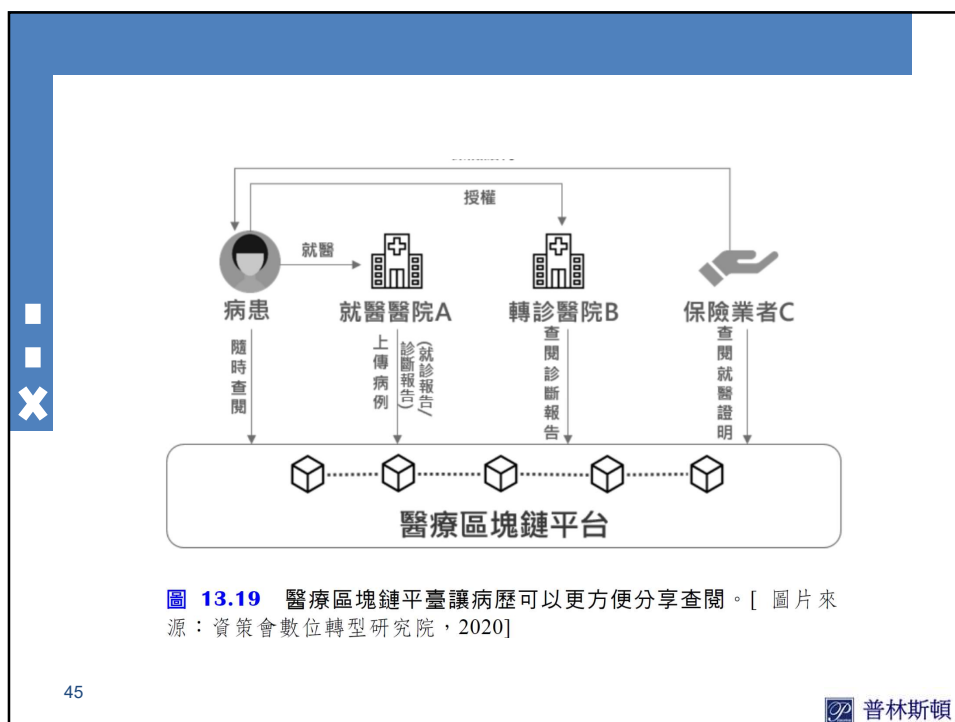 授權
就醫
病患
就醫醫院A
轉診醫院B
保險業者C
隨時查閱
上傳病例
(就診報告/
診斷報告)
查閱診斷報告
查閱就醫證明
醫療區塊鏈平台
圖 13.19 醫療區塊鏈平臺讓病歷可以更方便分享查閱。[ 圖片來
源：資策會數位轉型研究院，2020]
45
普林斯頓